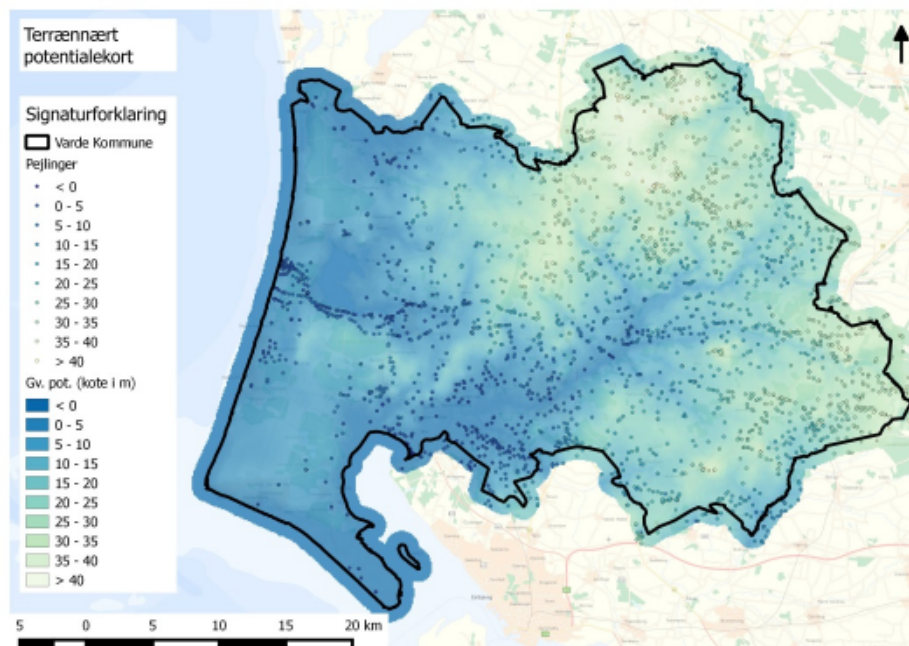 Terrænnært
potentialekort
Signaturforklaring
Varde Kommune
Pejlinger
< 0
0 - 5
5 - 10
10 - 15
15 - 20
20 - 25
25 - 30
30 - 35
35 - 40
> 40
Gv. pot. (kote i m)
< 0
0 - 5
5 - 10
10 - 15
15 - 20
20 - 25
25 - 30
30 - 35
35 - 40
> 40
5 0 5 10 15 20 km